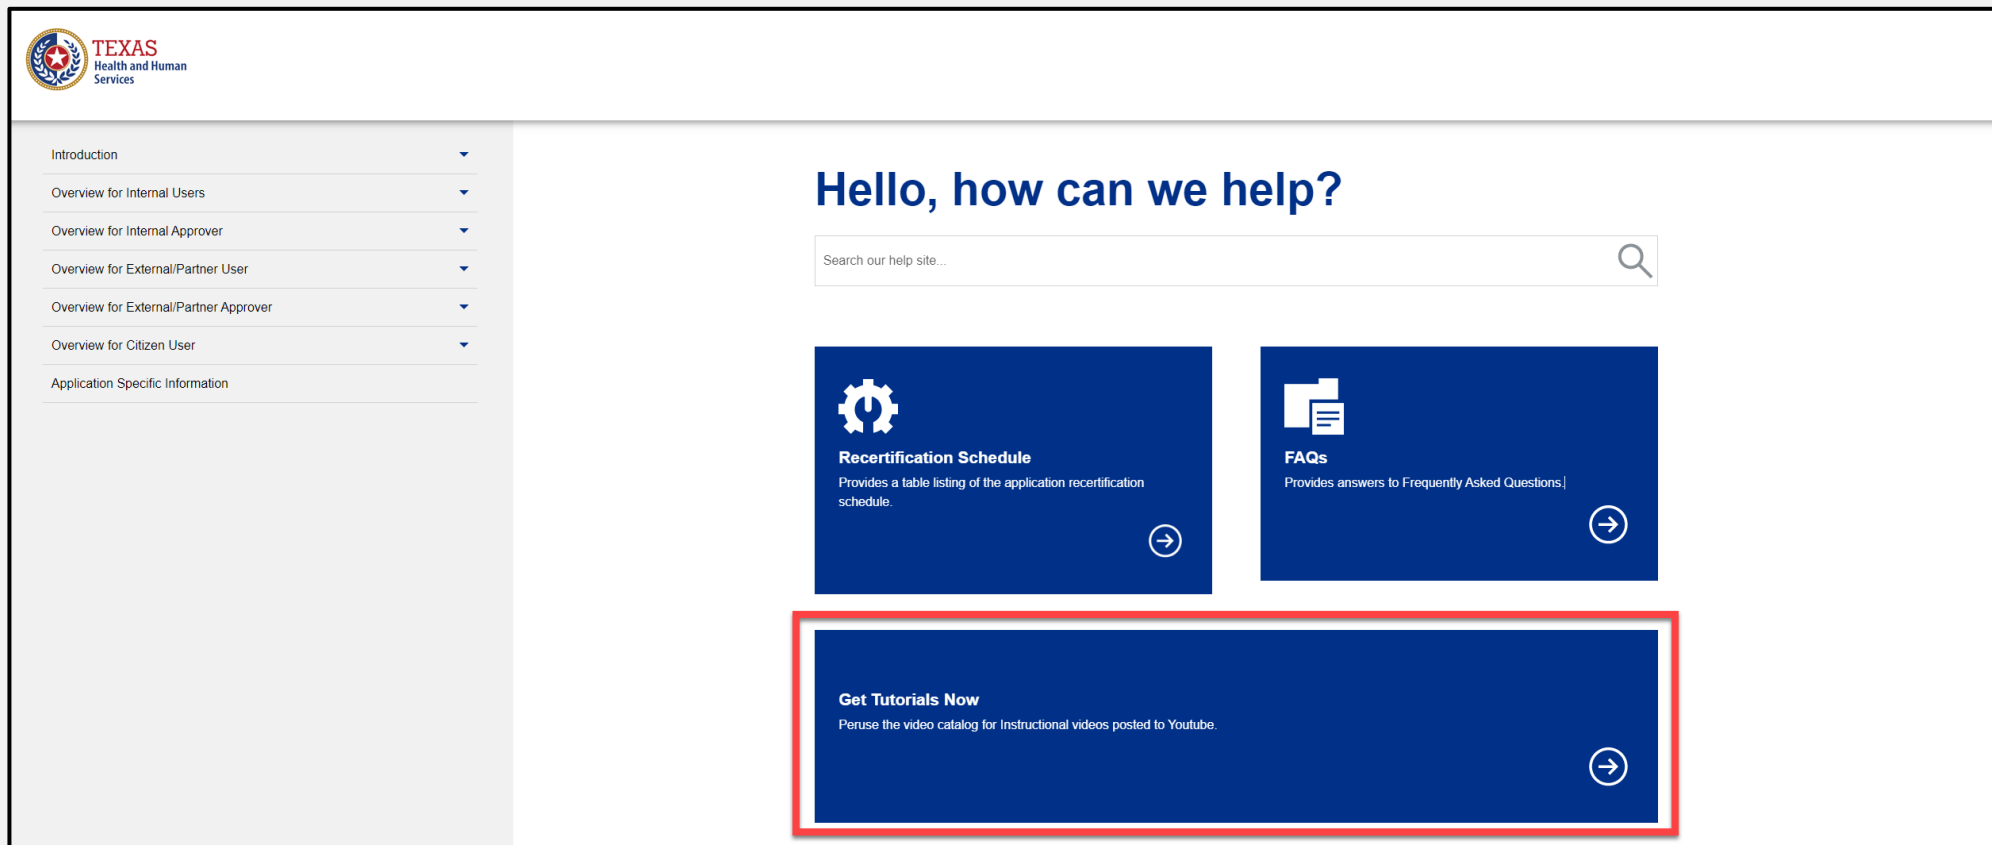 TEXAS
Health and Human
Services
Introduction
Overview for Internal Users
Overview for Internal Approver
Overview for External/Partner User
Overview for External/Partner Approver
Overview for Citizen User
Application Specific Information
Hello, how can we help?
Search our help site...
Recertification Schedule
Provides a table listing of the application recertification
schedule.
FAQs
Provides answers to Frequently Asked Questions.
Get Tutorials Now
Peruse the video catalog for Instructional videos posted to Youtube.